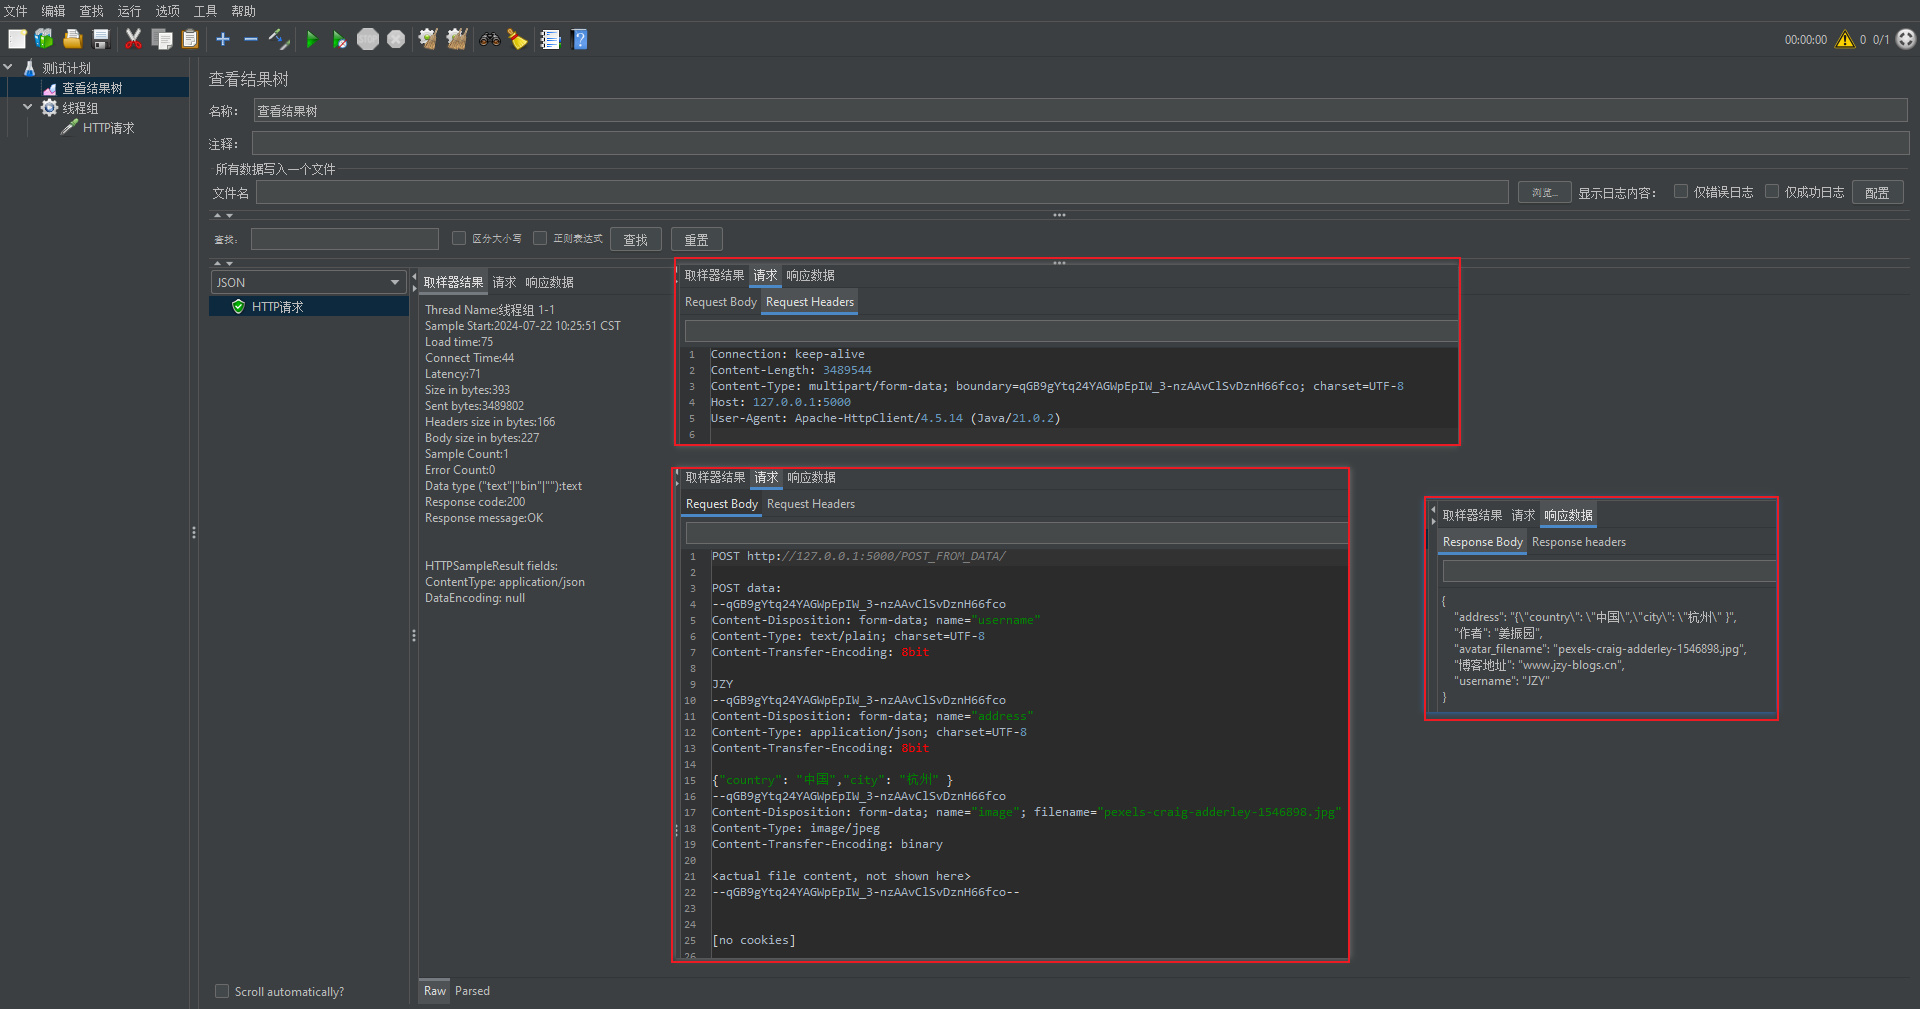 文件 编辑 查找 运行 选项 工具 帮助
00:00:00 0 0/1
测试计划
查看结果树
线程组
HTTP请求
查看结果树
名称： 查看结果树
注释：
所有数据写入一个文件
文件名 浏览... 显示日志内容： 仅错误日志 仅成功日志 配置
查找： 区分大小写 正则表达式 查找 重置
JSON
HTTP请求
取样器结果 请求 响应数据
Thread Name:线程组 1-1
Sample Start:2024-07-22 10:25:51 CST
Load time:75
Connect Time:44
Latency:71
Size in bytes:393
Sent bytes:3489802
Headers size in bytes:166
Body size in bytes:227
Sample Count:1
Error Count:0
Data type ("text"|"bin"|""):text
Response code:200
Response message:OK
HTTPSampleResult fields:
ContentType: application/json
DataEncoding: null
取样器结果 请求 响应数据
Request Body Request Headers
1 Connection: keep-alive
2 Content-Length: 3489544
3 Content-Type: multipart/form-data; boundary=qGB9gYtq24YAGWpEpIW_3-nzAAvClSvDznH66fco; charset=UTF-8
4 Host: 127.0.0.1:5000
5 User-Agent: Apache-HttpClient/4.5.14 (Java/21.0.2)
6
取样器结果 请求 响应数据
Request Body Request Headers
1 POST http://127.0.0.1:5000/POST_FROM_DATA/
2
3 POST data:
4 --qGB9gYtq24YAGWpEpIW_3-nzAAvClSvDznH66fco
5 Content-Disposition: form-data; name="username"
6 Content-Type: text/plain; charset=UTF-8
7 Content-Transfer-Encoding: 8bit
8
9 JZY
10 --qGB9gYtq24YAGWpEpIW_3-nzAAvClSvDznH66fco
11 Content-Disposition: form-data; name="address"
12 Content-Type: application/json; charset=UTF-8
13 Content-Transfer-Encoding: 8bit
14
15 {"country": "中国","city": "杭州" }
16 --qGB9gYtq24YAGWpEpIW_3-nzAAvClSvDznH66fco
17 Content-Disposition: form-data; name="image"; filename="pexels-craig-adderley-1546898.jpg"
18 Content-Type: image/jpeg
19 Content-Transfer-Encoding: binary
20
21 <actual file content, not shown here>
22 --qGB9gYtq24YAGWpEpIW_3-nzAAvClSvDznH66fco--
23
24
25 [no cookies]
26
取样器结果 请求 响应数据
Response Body Response headers
{
"address": "{\"country\": \"中国\",\"city\": \"杭州\" }",
"作者": "姜振园",
"avatar_filename": "pexels-craig-adderley-1546898.jpg",
"博客地址": "www.jzy-blogs.cn",
"username": "JZY"
}
Scroll automatically?
Raw Parsed